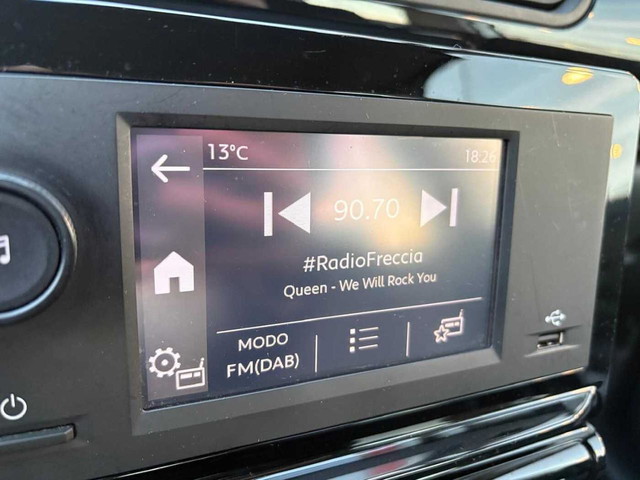 13°C 18:26
90.70
#RadioFreccia
Queen - We Will Rock You
MODO
FM(DAB)